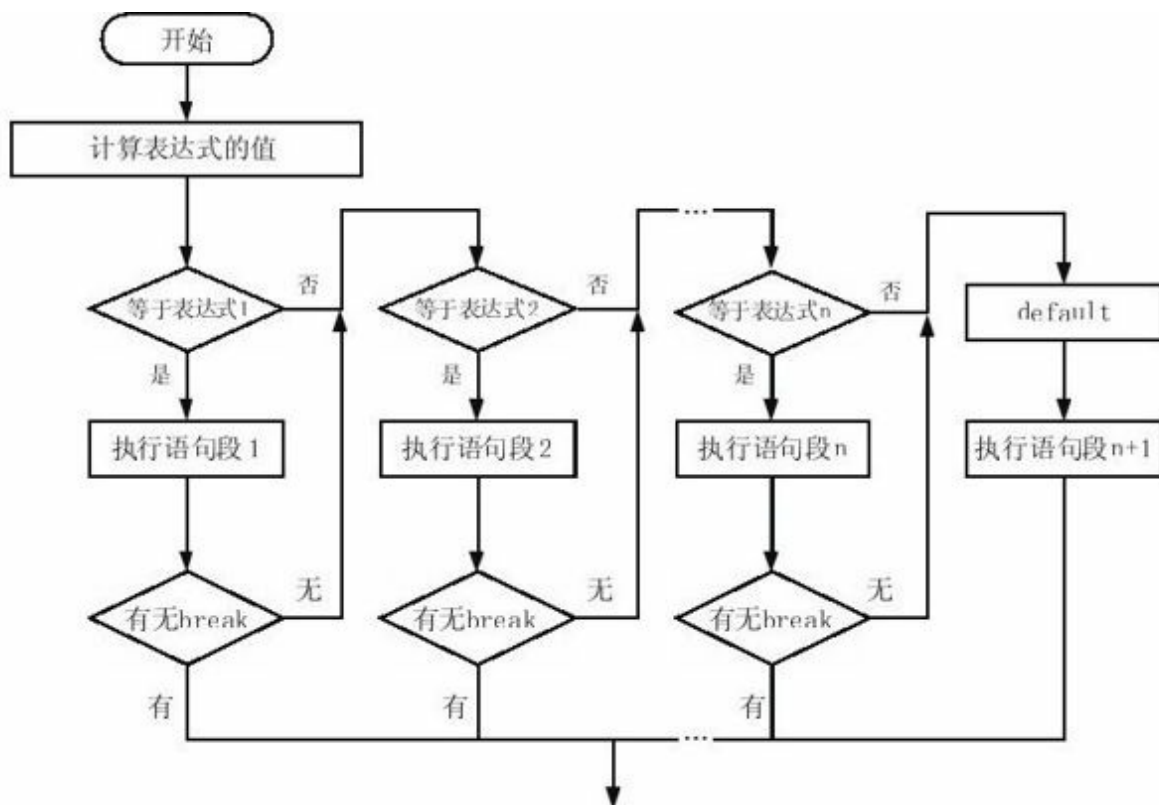 开始
计算表达式的值
等于表达式1
否
等于表达式2
否
…
等于表达式n
否
default
是
是
是
执行语句段1
执行语句段2
执行语句段n
执行语句段n+1
有无break
无
有无break
无
有无break
无
有
有
有
…